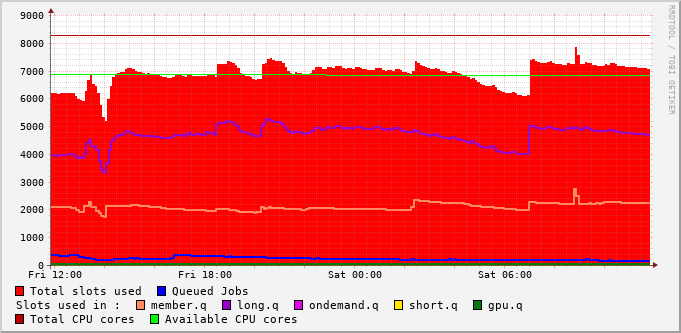 9000
8000
7000
6000
5000
4000
3000
2000
1000
0
Fri 12:00 Fri 18:00 Sat 00:00 Sat 06:00
Total slots used Queued Jobs
Slots used in : member.q long.q ondemand.q short.q gpu.q
Total CPU cores Available CPU cores
RRDTOOL / TOBI OETIKER